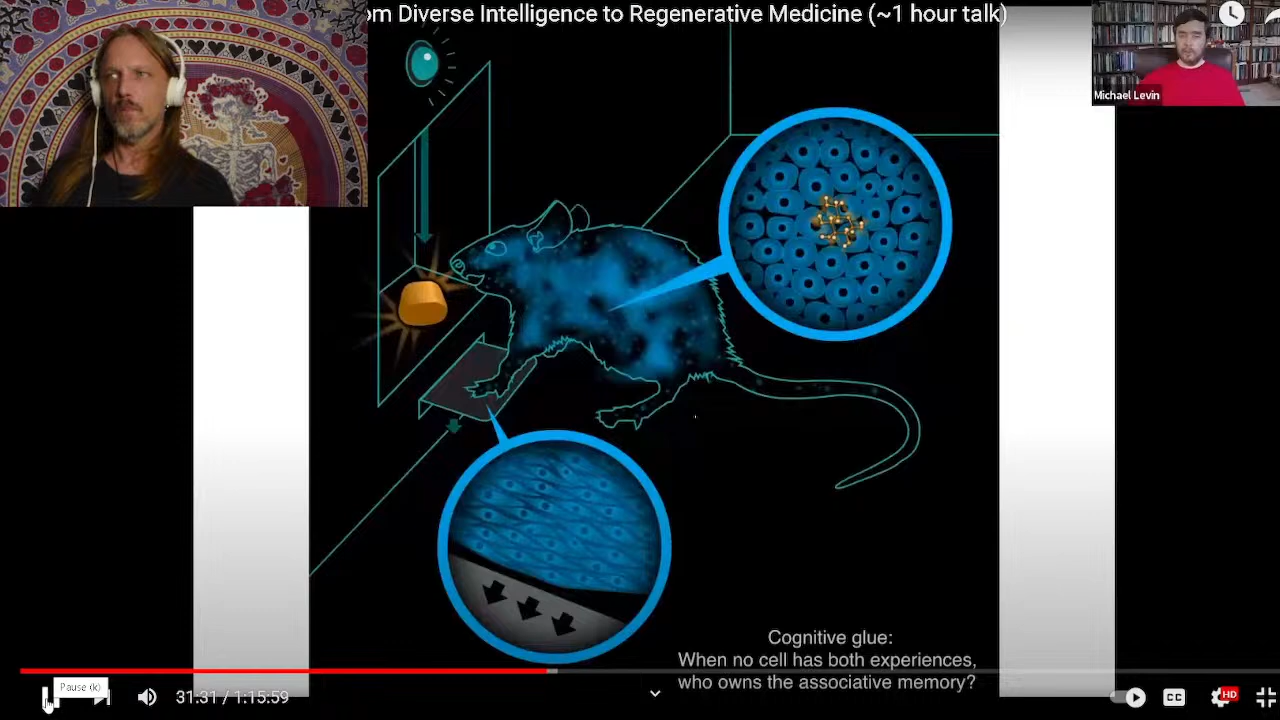 om Diverse Intelligence to Regenerative Medicine (~1 hour talk)
Michael Levin
Cognitive glue:
When no cell has both experiences,
who owns the associative memory?
Pause (k)
31:31 / 1:15:59
CC
HD